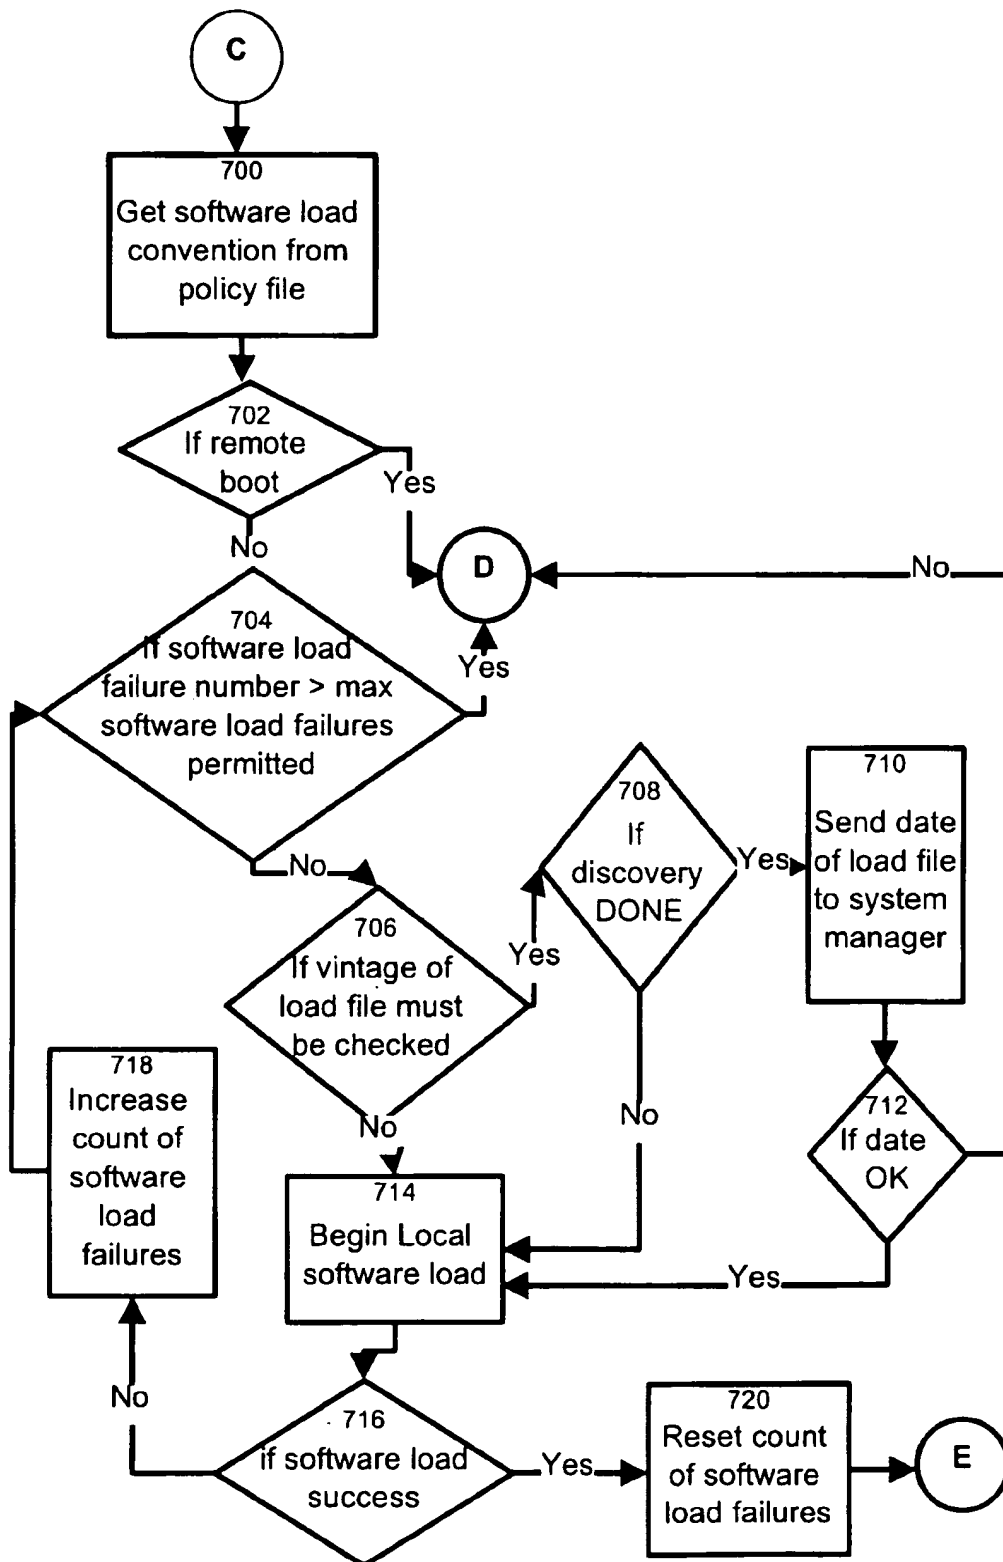 C
700
Get software load
convention from
policy file
702
If remote
boot
Yes
No
D
No
704
If software load
failure number > max
software load failures
permitted
Yes
No
706
If vintage of
load file must
be checked
Yes
No
708
If
discovery
DONE
Yes
No
710
Send date
of load file
to system
manager
712
If date
OK
Yes
714
Begin Local
software load
718
Increase
count of
software
load
failures
No
716
if software load
success
Yes
720
Reset count
of software
load failures
E